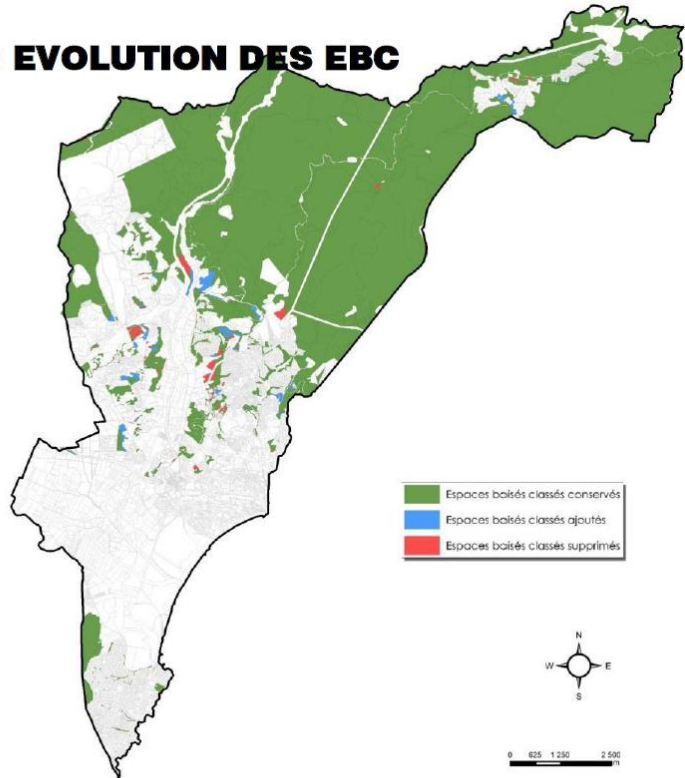 EVOLUTION DES EBC
Espaces boisés classés conservés
Espaces boisés classés ajoutés
Espaces boisés classés supprimés
N
W E
S
0 625 1 250 2 500
m